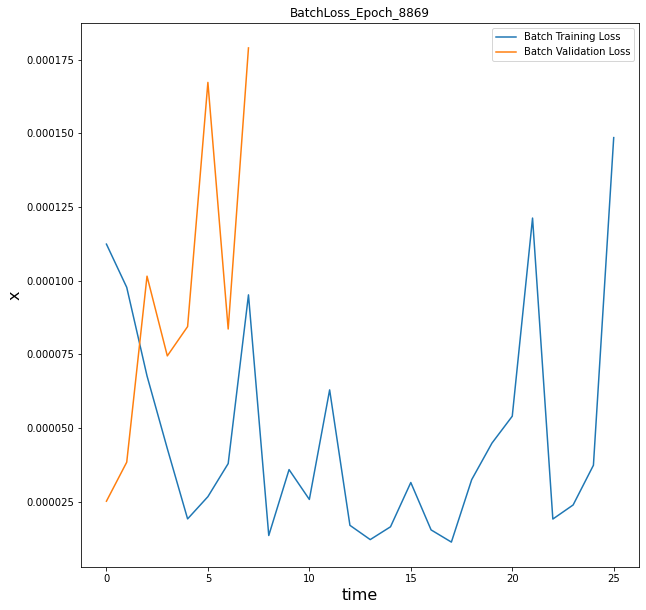 BatchLoss_Epoch_8869
Batch Training Loss
Batch Validation Loss
0.000175
0.000150
0.000125
0.000100
0.000075
0.000050
0.000025
x
0 5 10 15 20 25
time